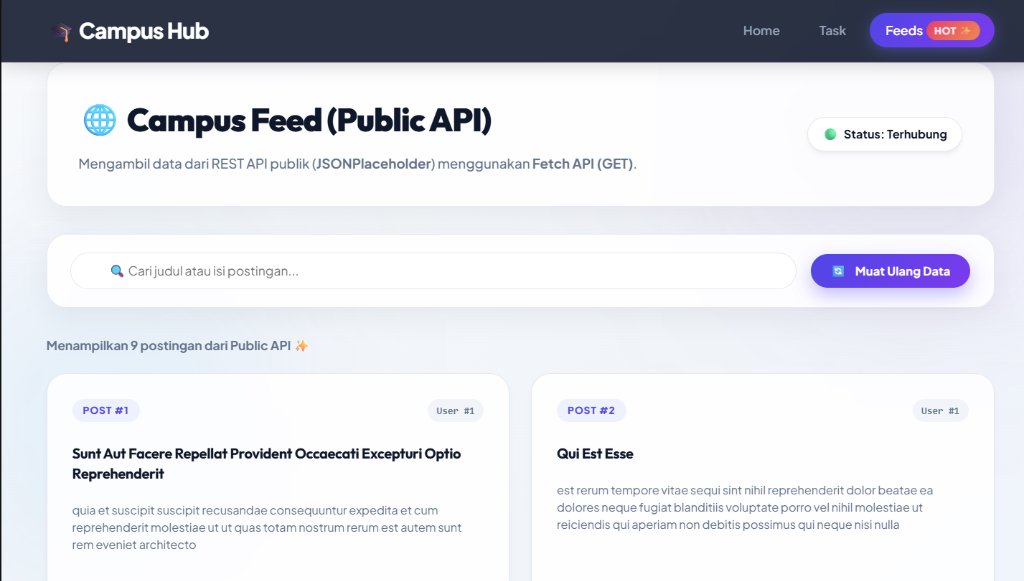 Campus Hub
Home
Task
Feeds HOT ✨
Campus Feed (Public API)
Mengambil data dari REST API publik (JSONPlaceholder) menggunakan Fetch API (GET).
Status: Terhubung
Cari judul atau isi postingan...
Muat Ulang Data
Menampilkan 9 postingan dari Public API ✨
POST #1
User #1
Sunt Aut Facere Repellat Provident Occaecati Excepturi Optio
Reprehenderit
quia et suscipit suscipit recusandae consequuntur expedita et cum
reprehenderit molestiae ut ut quas totam nostrum rerum est autem sunt
rem eveniet architecto
POST #2
User #1
Qui Est Esse
est rerum tempore vitae sequi sint nihil reprehenderit dolor beatae ea
dolores neque fugiat blanditiis voluptate porro vel nihil molestiae ut
reiciendis qui aperiam non debitis possimus qui neque nisi nulla